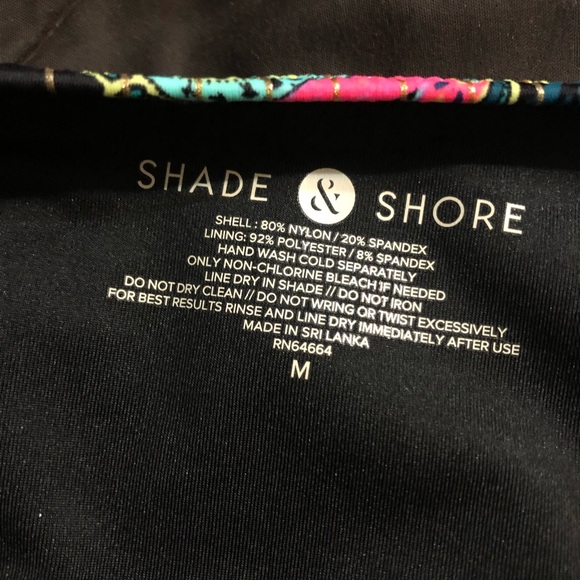 SHADE & SHORE
SHELL : 80% NYLON / 20% SPANDEX
LINING: 92% POLYESTER / 8% SPANDEX
HAND WASH COLD SEPARATELY
ONLY NON-CHLORINE BLEACH IF NEEDED
LINE DRY IN SHADE // DO NOT IRON
DO NOT DRY CLEAN // DO NOT WRING OR TWIST EXCESSIVELY
FOR BEST RESULTS RINSE AND LINE DRY IMMEDIATELY AFTER USE
MADE IN SRI LANKA
RN64664
M